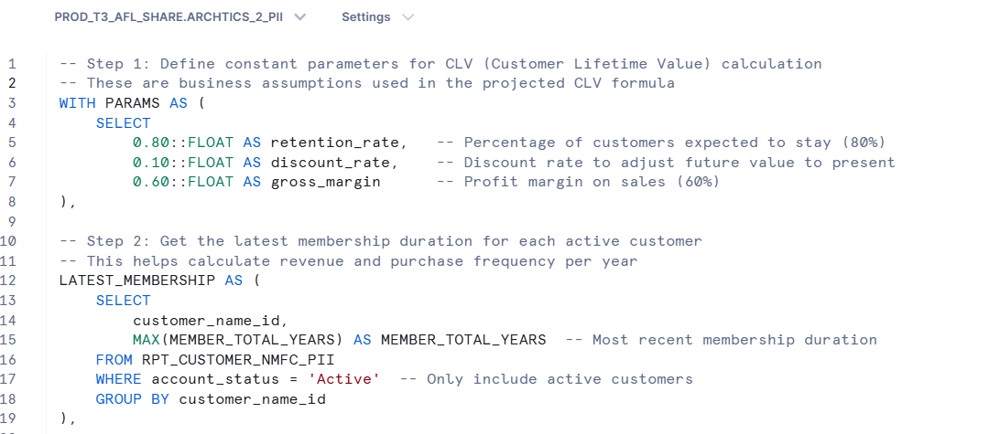 PROD_T3_AFL_SHARE.ARCHTICS_2_PII Settings
1 -- Step 1: Define constant parameters for CLV (Customer Lifetime Value) calculation
2 -- These are business assumptions used in the projected CLV formula
3 WITH PARAMS AS (
4 SELECT
5 0.80::FLOAT AS retention_rate, -- Percentage of customers expected to stay (80%)
6 0.10::FLOAT AS discount_rate, -- Discount rate to adjust future value to present
7 0.60::FLOAT AS gross_margin -- Profit margin on sales (60%)
8 ),
9
10 -- Step 2: Get the latest membership duration for each active customer
11 -- This helps calculate revenue and purchase frequency per year
12 LATEST_MEMBERSHIP AS (
13 SELECT
14 customer_name_id,
15 MAX(MEMBER_TOTAL_YEARS) AS MEMBER_TOTAL_YEARS -- Most recent membership duration
16 FROM RPT_CUSTOMER_NMFC_PII
17 WHERE account_status = 'Active' -- Only include active customers
18 GROUP BY customer_name_id
19 ),